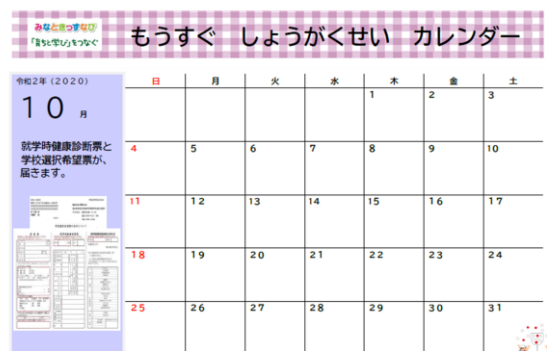 みなときっずなび
「育ちと学び」をつなぐ
もうすぐ　しょうがくせい　カレンダー
令和2年（2020）
10月
就学時健康診断票と
学校選択希望票が、
届きます。
日 月 火 水 木 金 土
1 2 3
4 5 6 7 8 9 10
11 12 13 14 15 16 17
18 19 20 21 22 23 24
25 26 27 28 29 30 31